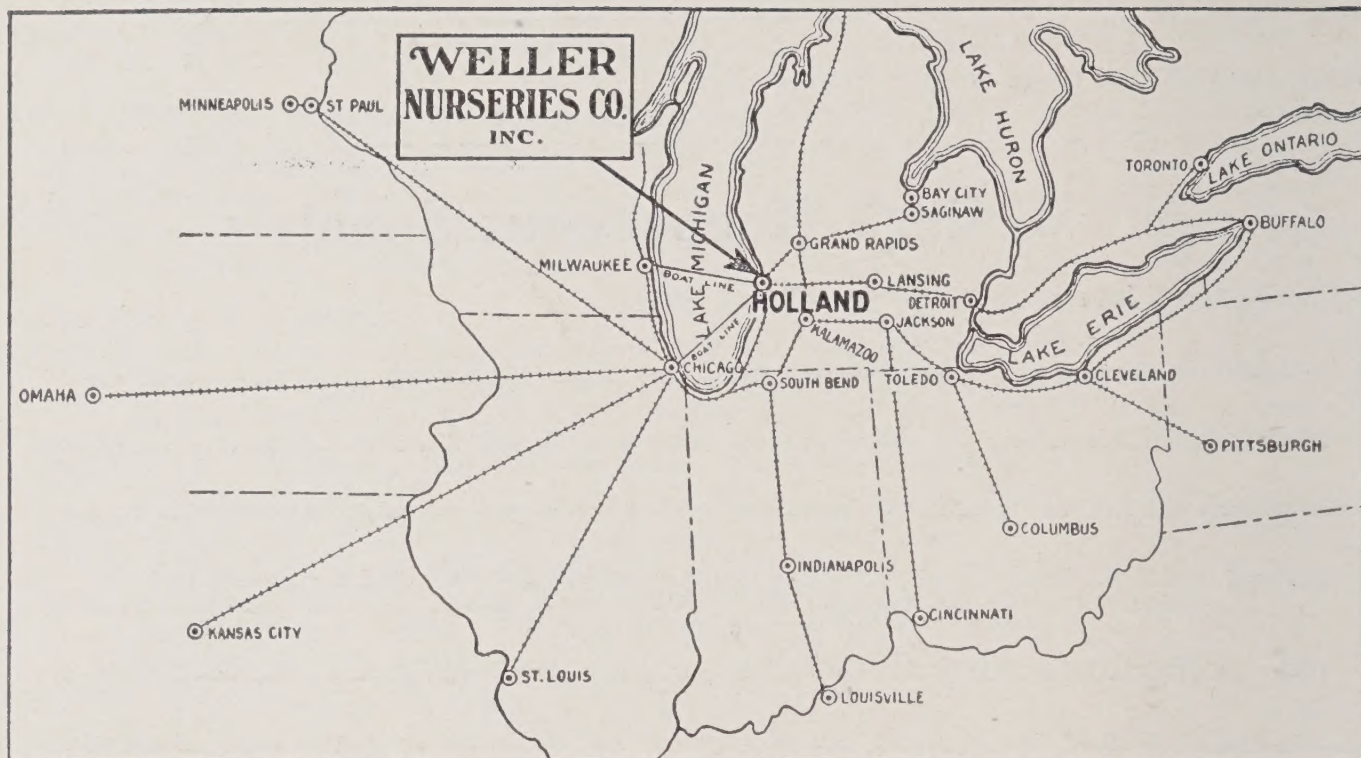 WELLER
NURSERIES CO.
INC.
MINNEAPOLIS
ST PAUL
LAKE HURON
TORONTO
LAKE ONTARIO
BAY CITY
SAGINAW
BUFFALO
LAKE MICHIGAN
GRAND RAPIDS
MILWAUKEE
BOAT LINE
LANSING
HOLLAND
DETROIT
BOAT LINE
KALAMAZOO
JACKSON
LAKE ERIE
CHICAGO
OMAHA
SOUTH BEND
TOLEDO
CLEVELAND
PITTSBURGH
COLUMBUS
INDIANAPOLIS
KANSAS CITY
CINCINNATI
ST. LOUIS
LOUISVILLE